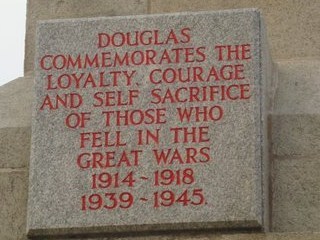 DOUGLAS
COMMEMORATES THE
LOYALTY COURAGE
AND SELF SACRIFICE
OF THOSE WHO
FELL IN THE
GREAT WARS
1914~1918
1939~1945.